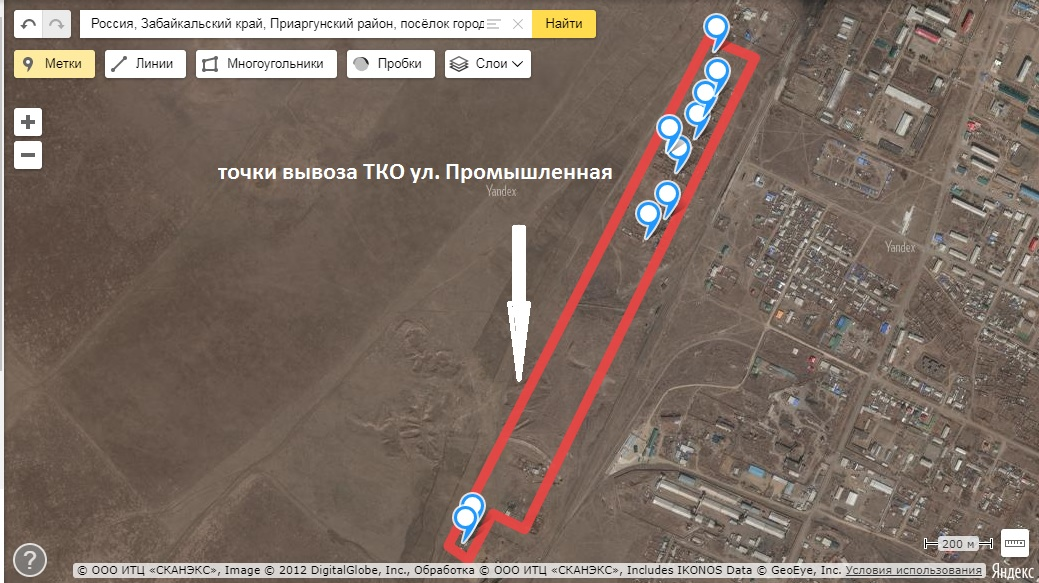 Россия, Забайкальский край, Приаргунский район, посёлок город
Найти
Метки
Линии
Многоугольники
Пробки
Слои
точки вывоза ТКО ул. Промышленная
Yandex
Yandex
200 м
?
© ООО ИТЦ «СКАНЭКС», Image © 2012 DigitalGlobe, Inc., Обработка © ООО ИТЦ «СКАНЭКС», Includes IKONOS Data © GeoEye, Inc. Условия использования
Яндекс